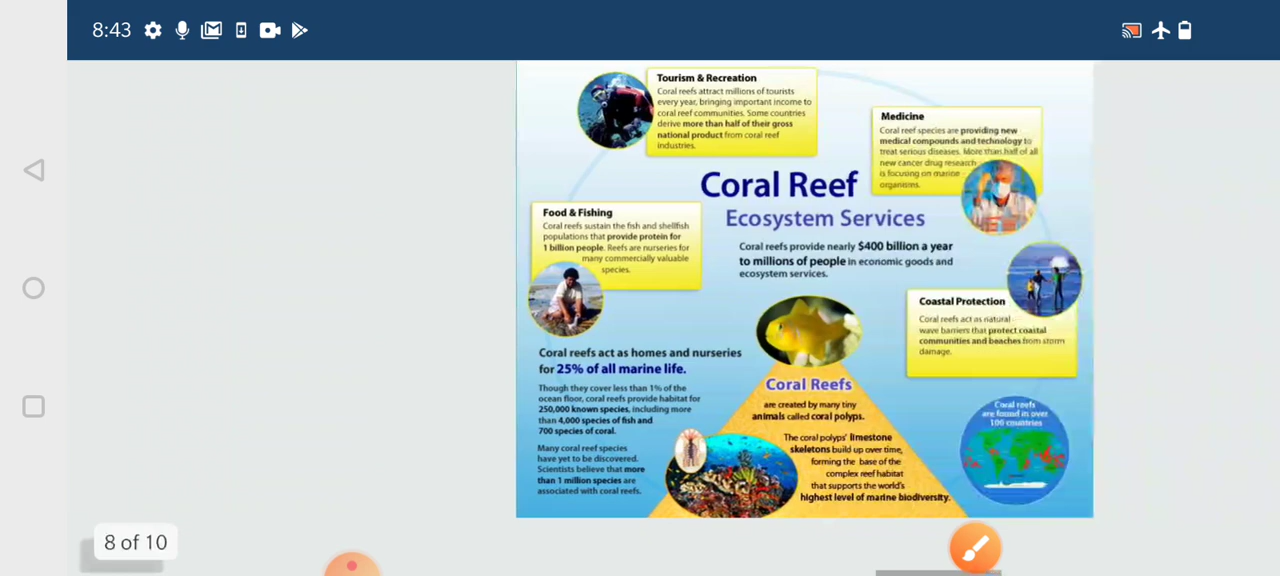 8:43
Tourism & Recreation
Coral reefs attract millions of tourists
every year, bringing important income to
coral reef communities. Some countries
derive more than half of their gross
national product from coral reef
industries.
Medicine
Coral reef species are providing new
medical compounds and technology to
treat serious diseases. More than half of all
new cancer drug research
is focusing on marine
organisms.
Coral Reef
Ecosystem Services
Coral reefs provide nearly $400 billion a year
to millions of people in economic goods and
ecosystem services.
Food & Fishing
Coral reefs sustain the fish and shellfish
populations that provide protein for
1 billion people. Reefs are nurseries for
many commercially valuable
species.
Coastal Protection
Coral reefs act as natural
wave barriers that protect coastal
communities and beaches from storm
damage.
Coral reefs act as homes and nurseries
for 25% of all marine life.
Though they cover less than 1% of the
ocean floor, coral reefs provide habitat for
250,000 known species, including more
than 4,000 species of fish and
700 species of coral.
Many coral reef species
have yet to be discovered.
Scientists believe that more
than 1 million species are
associated with coral reefs.
Coral Reefs
are created by many tiny
animals called coral polyps.
The coral polyps' limestone
skeletons build up over time,
forming the base of the
complex reef habitat
that supports the world's
highest level of marine biodiversity.
Coral reefs
are found in over
100 countries
8 of 10